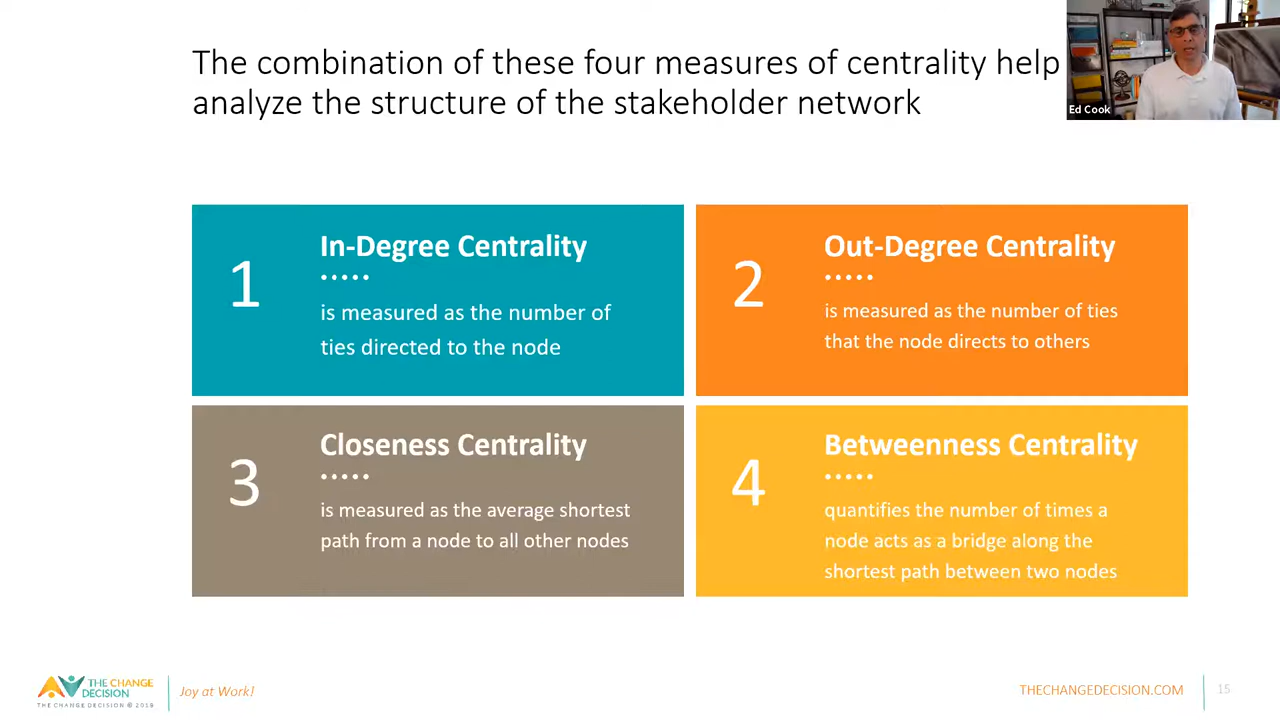 The combination of these four measures of centrality help
analyze the structure of the stakeholder network
Ed Cook
1
In-Degree Centrality
is measured as the number of
ties directed to the node
2
Out-Degree Centrality
is measured as the number of ties
that the node directs to others
3
Closeness Centrality
is measured as the average shortest
path from a node to all other nodes
4
Betweenness Centrality
quantifies the number of times a
node acts as a bridge along the
shortest path between two nodes
THE CHANGE
DECISION
THE CHANGE DECISION © 2019
Joy at Work!
THECHANGEDECISION.COM
15